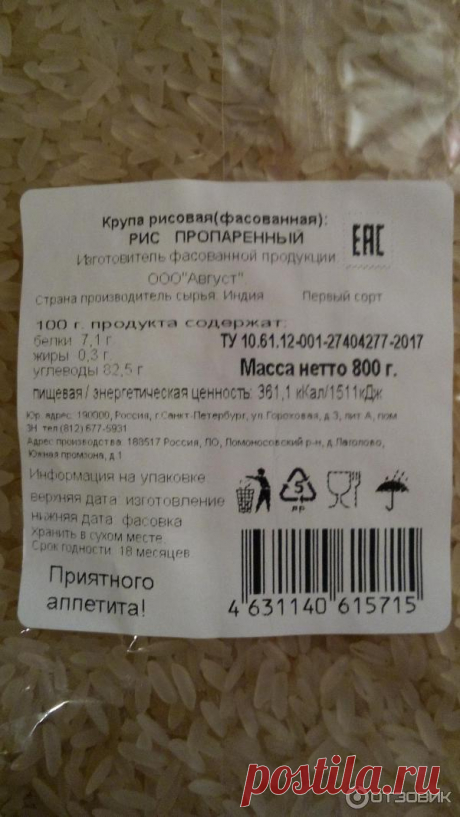 Крупа рисовая(фасованная):
РИС ПРОПАРЕННЫЙ
EAC
Изготовитель фасованной продукции
ООО"Август"
Страна производитель сырья: Индия Первый сорт
100 г. продукта содержат:
белки 7,1 г.
ТУ 10.61.12-001-27404277-2017
жиры 0,3 г.
углеводы 82,5 г
Масса нетто 800 г.
пищевая / энергетическая ценность: 361,1 кКал/1511кДж
Юр. адрес: 190000, Россия, г.Санкт-Петербург, ул.Гороховая, д.3, лит А, пом
3Н тел.(812) 677-5931
Адрес производства: 188517 Россия, ЛО, Ломоносовский р-н, д.Лаголово,
Южная промзона, д.1
Информация на упаковке
верхняя дата изготовление
нижняя дата фасовка
Хранить в сухом месте.
Срок годности: 18 месяцев
5
PP
Приятного
аппетита!
4 631140 615715
postila.ru
ОТЗОВИК